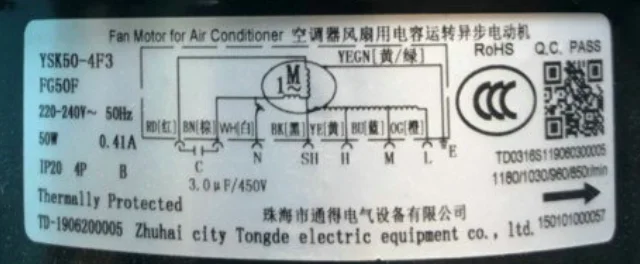 Fan Motor for Air Conditioner 空调器风扇用电容运转异步电动机
YSK50-4F3
FG50F
220-240V~ 50Hz
50W 0.41A
IP20 4P B
Thermally Protected
TD-1906200005
YEGN[黄/绿]
M
1~
RD[红] BN[棕] WH[白] BK[黑] YE[黄] BU[蓝] OG[橙]
C N SH H M L E
3.0μF/450V
RoHS
Q.C. PASS
CCC
TD0316S119060300005
1180/1030/960/850r/min
150101000057
珠海市通得电气设备有限公司
Zhuhai city Tongde electric equipment co., ltd.